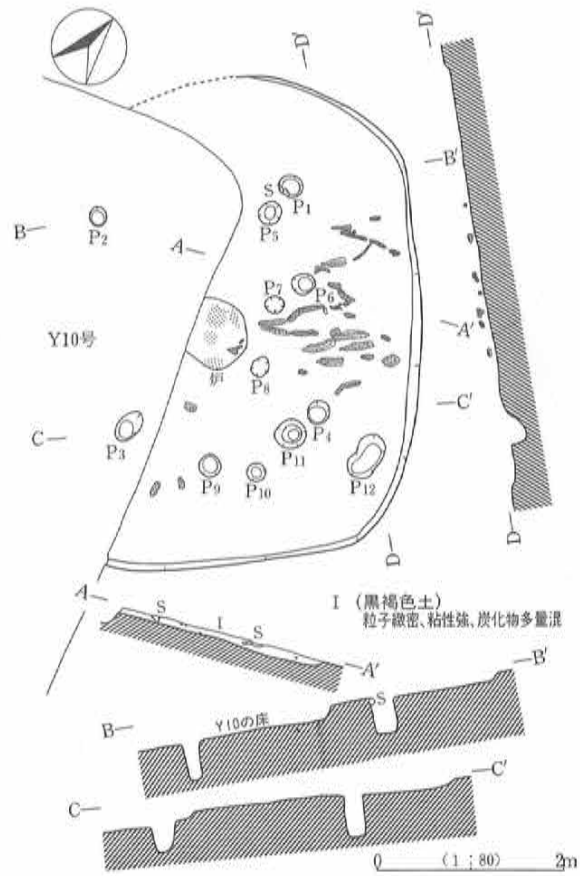 D'
D'
B'
S
P1
B
P2
A
P5
P7
P6
Y10号
炉
A'
P8
C'
C
P3
P4
P11
P9
P10
P12
D
D
A
S
I
S
A'
I (黒褐色土)
粒子緻密、粘性強、炭化物多量混
B
Y10の床
S
B'
C
C'
0 (1:80) 2m